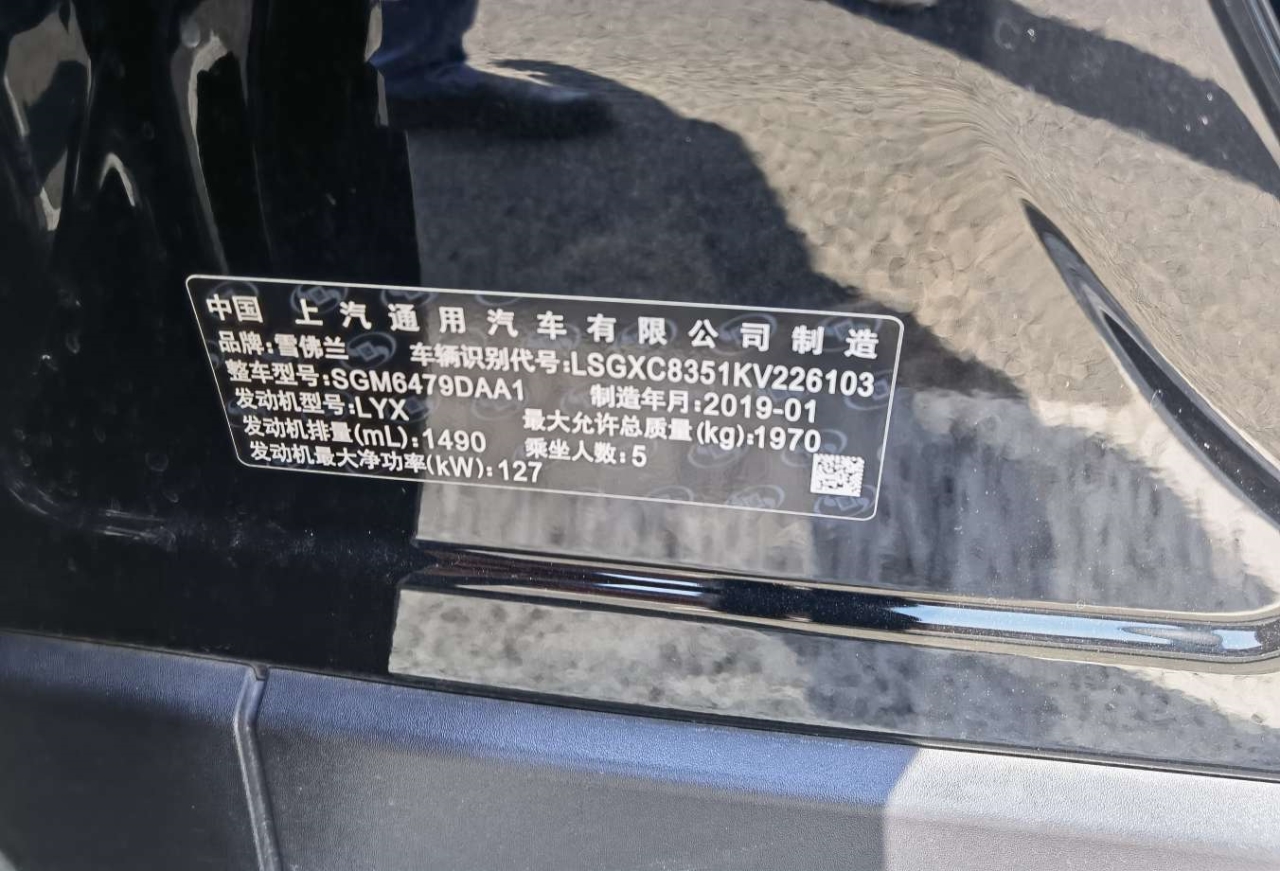 中国 上汽通用汽车有限公司制造
品牌:雪佛兰 车辆识别代号:LSGXC8351KV226103
整车型号:SGM6479DAA1 制造年月:2019-01
发动机型号:LYX 最大允许总质量(kg):1970
发动机排量(mL):1490 乘坐人数:5
发动机最大净功率(kW):127